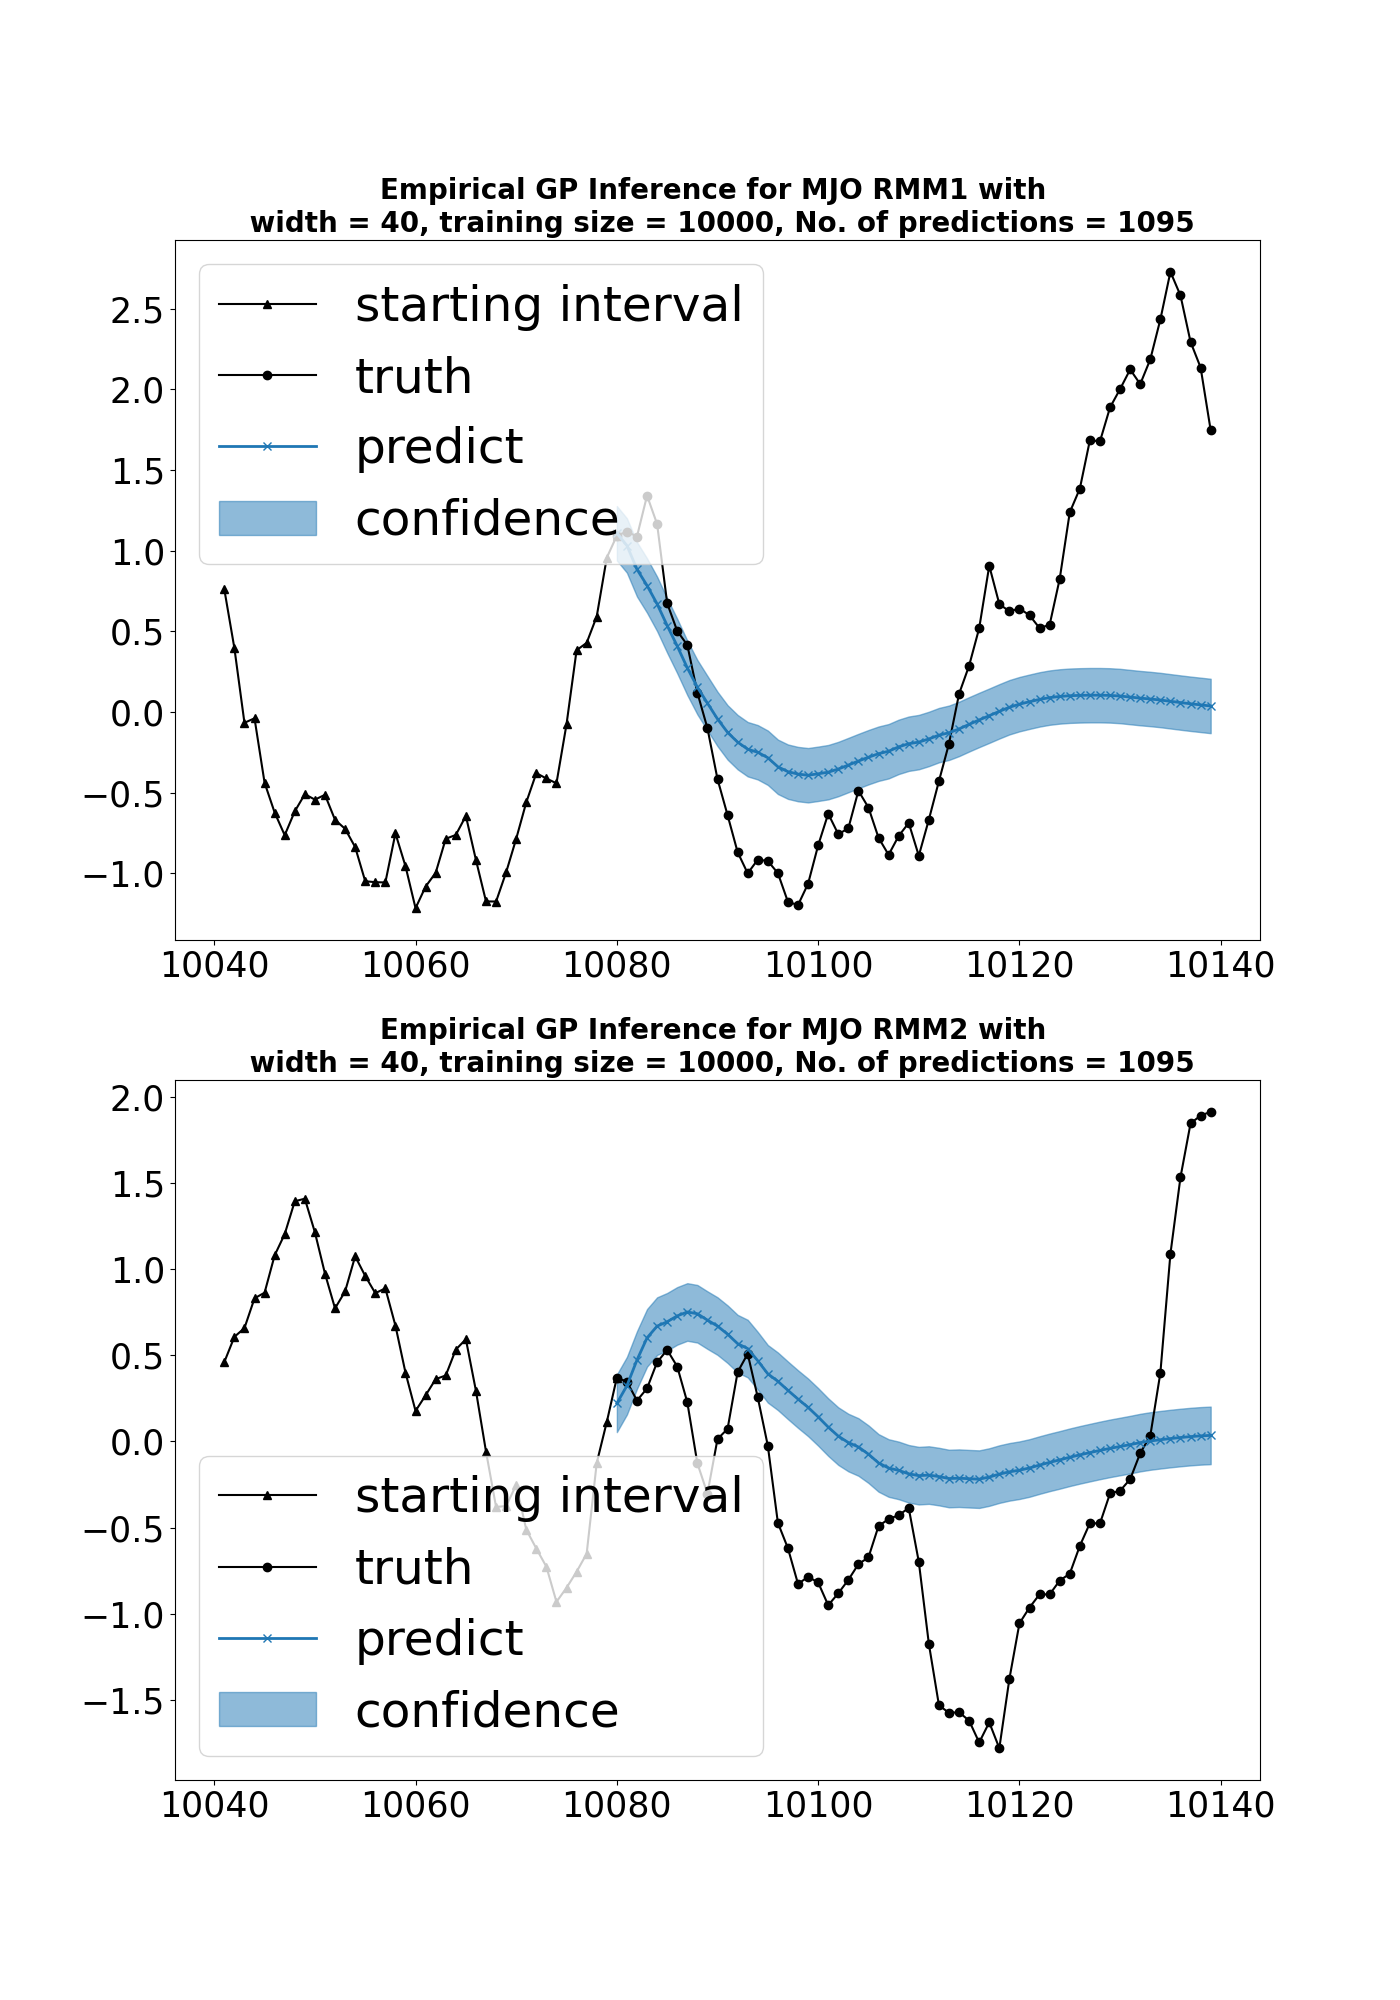 Empirical GP Inference for MJO RMM1 with
width = 40, training size = 10000, No. of predictions = 1095
starting interval
truth
predict
confidence
2.5
2.0
1.5
1.0
0.5
0.0
−0.5
−1.0
10040 10060 10080 10100 10120 10140
Empirical GP Inference for MJO RMM2 with
width = 40, training size = 10000, No. of predictions = 1095
2.0
1.5
1.0
0.5
0.0
−0.5
−1.0
−1.5
starting interval
truth
predict
confidence
10040 10060 10080 10100 10120 10140